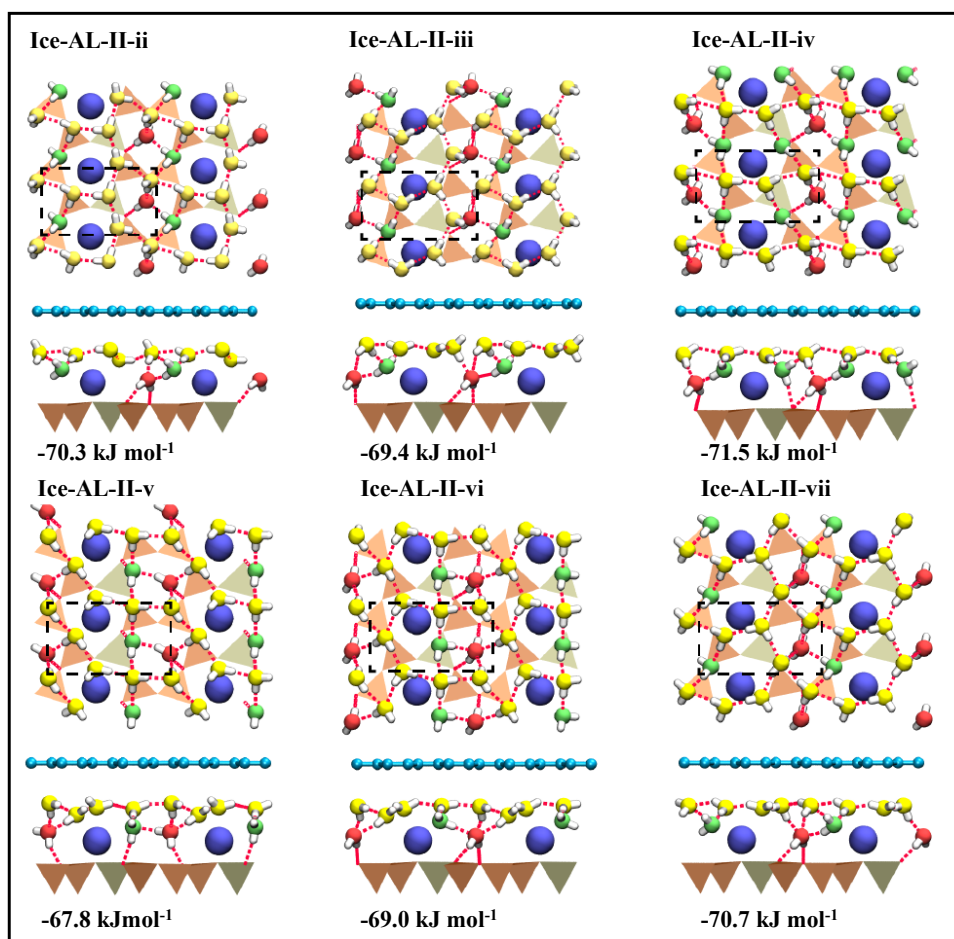 Ice-AL-II-ii Ice-AL-II-iii Ice-AL-II-iv
-70.3 kJ mol⁻¹ -69.4 kJ mol⁻¹ -71.5 kJ mol⁻¹
Ice-AL-II-v Ice-AL-II-vi Ice-AL-II-vii
-67.8 kJmol⁻¹ -69.0 kJ mol⁻¹ -70.7 kJ mol⁻¹